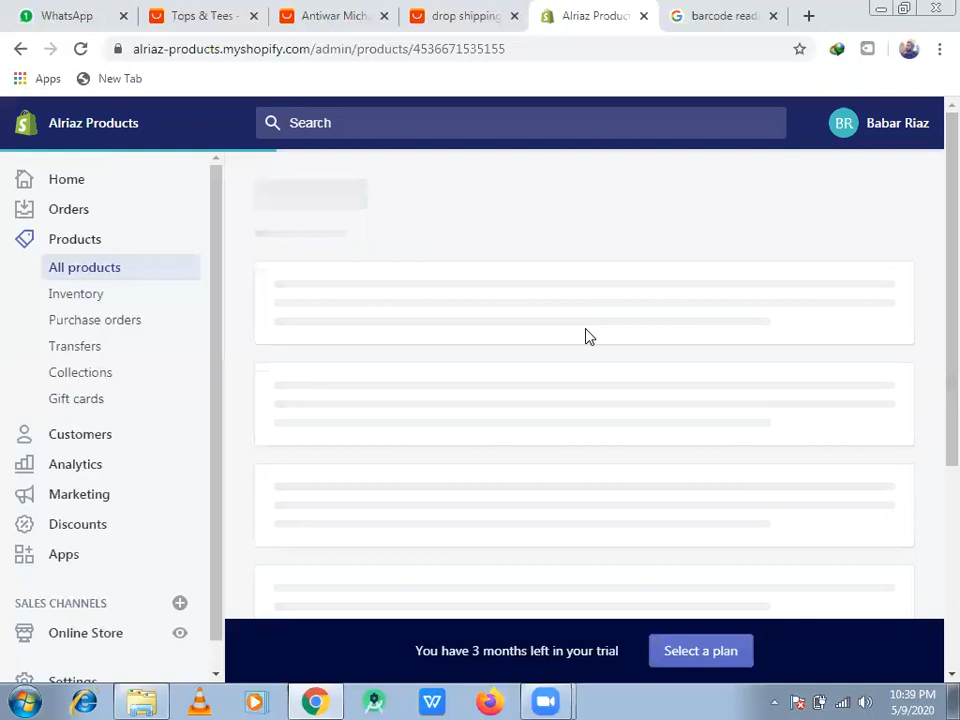 WhatsApp
Tops & Tees -
Antiwar Mich
drop shipping
Alriaz Produc
barcode read
alriaz-products.myshopify.com/admin/products/4536671535155
Apps
New Tab
Alriaz Products
Search
BR
Babar Riaz
Home
Orders
Products
All products
Inventory
Purchase orders
Transfers
Collections
Gift cards
Customers
Analytics
Marketing
Discounts
Apps
SALES CHANNELS
Online Store
Settings
You have 3 months left in your trial
Select a plan
10:39 PM
5/9/2020